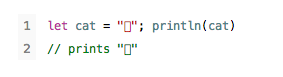 1 let cat = "▯"; println(cat)
2 // prints "▯"